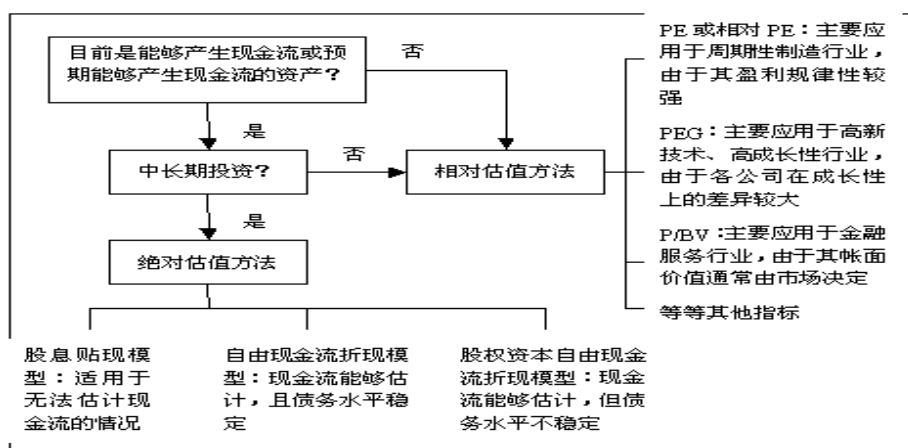 目前是能够产生现金流或预
期能够产生现金流的资产？
否
是
中长期投资？
否
相对估值方法
是
绝对估值方法
PE 或相对 PE：主要应
用于周期性制造行业，
由于其盈利规律性较
强
PEG：主要应用于高新
技术、高成长性行业，
由于各公司在成长性
上的差异较大
P/BV：主要应用于金融
服务行业，由于其帐面
价值通常由市场决定
等等其他指标
股息贴现模
型：适用于
无法估计现
金流的情况
自由现金流折现模
型：现金流能够估
计，且债务水平稳
定
股权资本自由现金
流折现模型：现金
流能够估计，但债
务水平不稳定